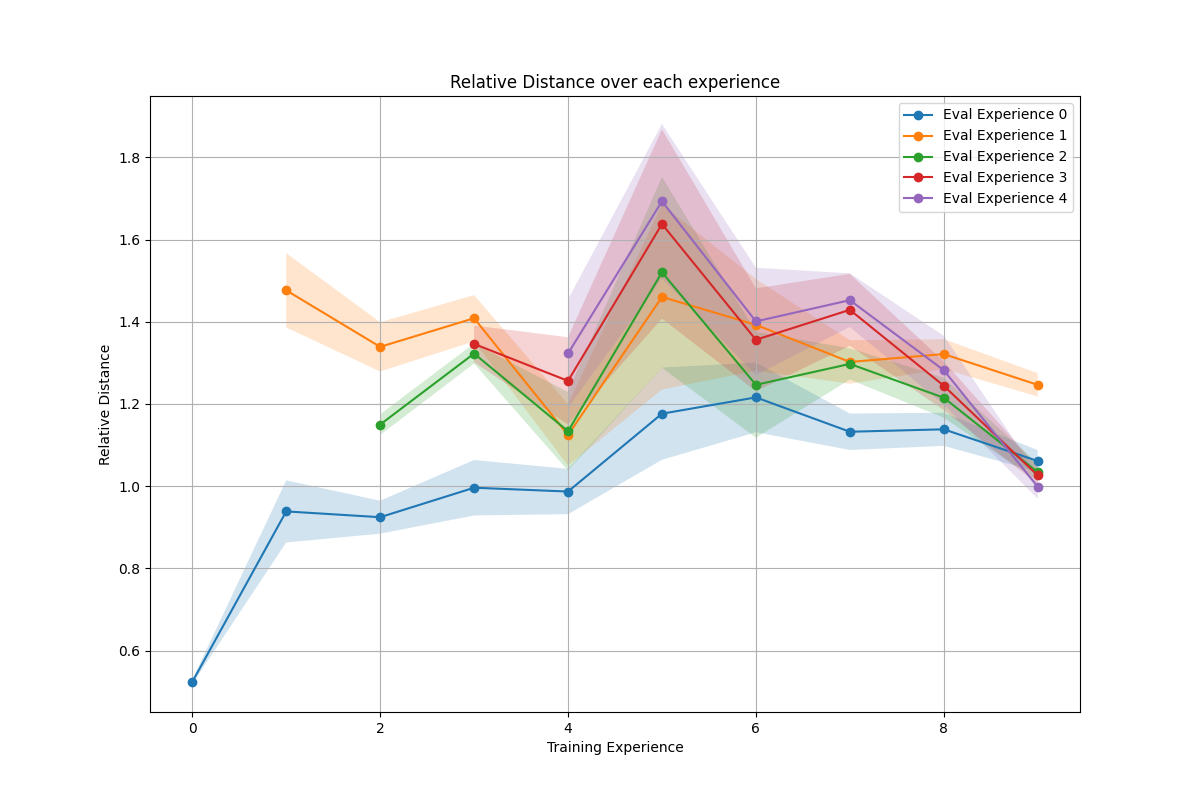 Relative Distance over each experience
Eval Experience 0
Eval Experience 1
Eval Experience 2
Eval Experience 3
Eval Experience 4
1.8
1.6
1.4
1.2
1.0
0.8
0.6
Relative Distance
0 2 4 6 8
Training Experience